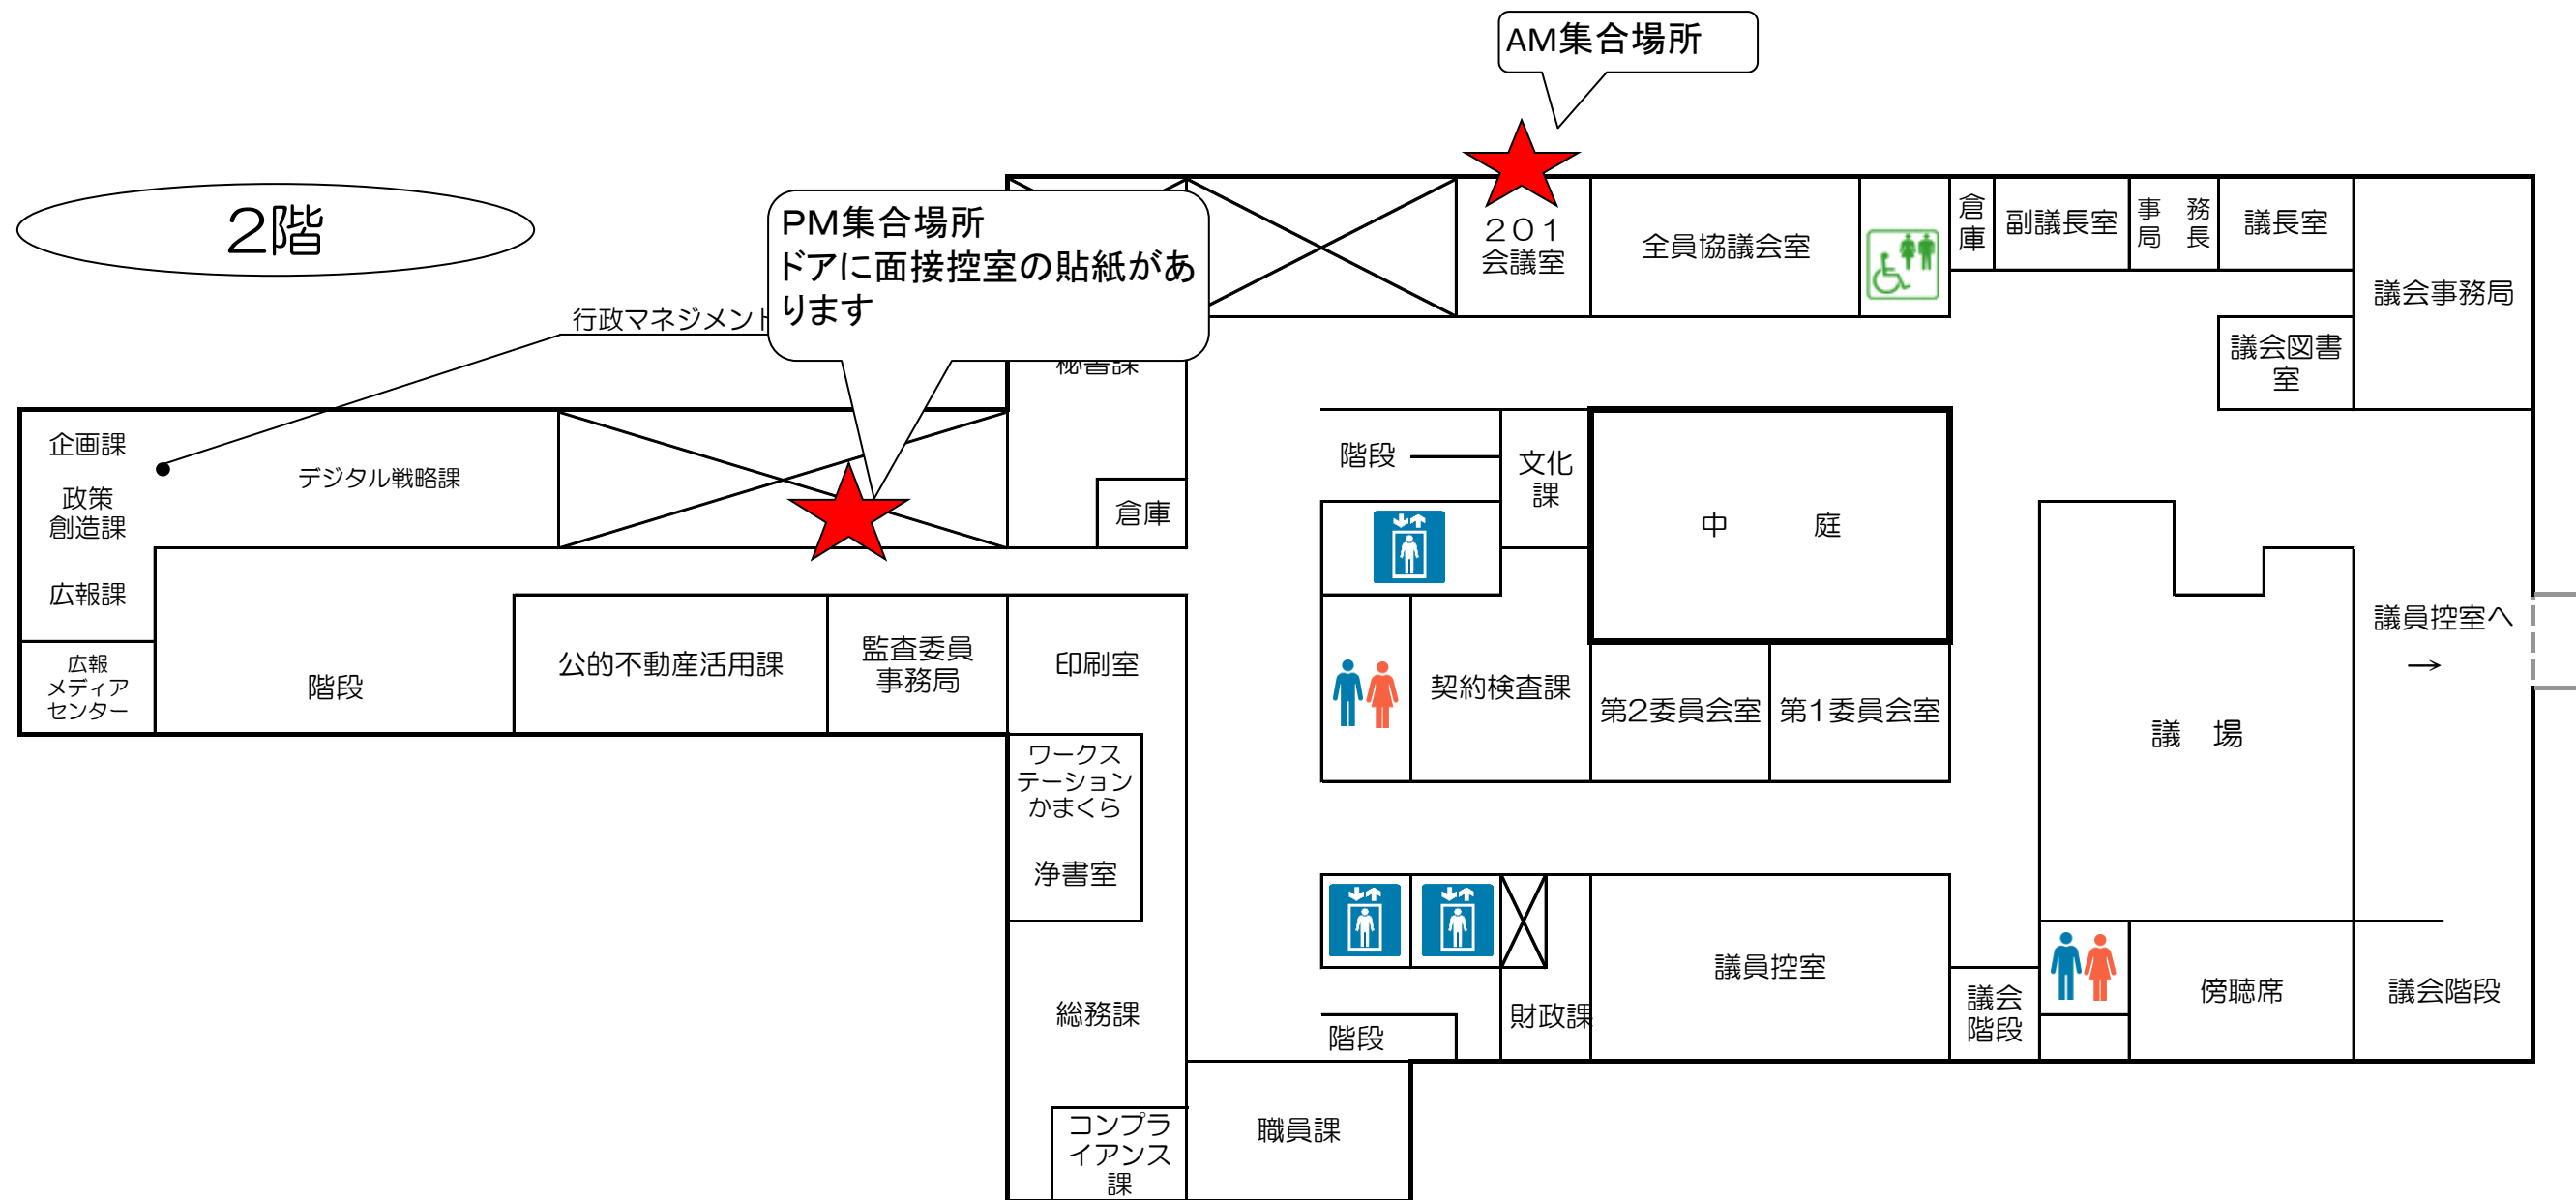 AM集合場所
2階
PM集合場所
ドアに面接控室の貼紙があ
ります
201
会議室
全員協議会室
倉
庫
副議長室
事 務
局 長
議長室
議会事務局
行政マネジメント
議会図書
室
秘書課
企画課
政策
創造課
広報課
デジタル戦略課
倉庫
階段
文化
課
中 庭
議員控室へ
→
広報
メディア
センター
階段
公的不動産活用課
監査委員
事務局
印刷室
契約検査課
第2委員会室
第1委員会室
議 場
ワークス
テーション
かまくら
浄書室
総務課
階段
財政課
議員控室
議会
階段
傍聴席
議会階段
コンプラ
イアンス
課
職員課